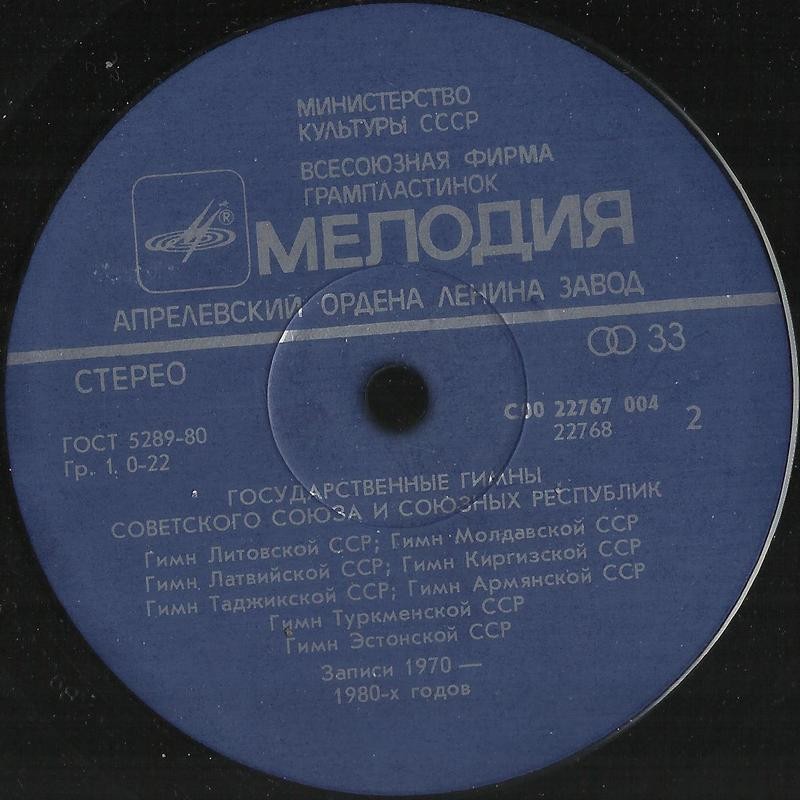 МИНИСТЕРСТВО
КУЛЬТУРЫ СССР
ВСЕСОЮЗНАЯ ФИРМА
ГРАМПЛАСТИНОК
®
МЕЛОДИЯ
АПРЕЛЕВСКИЙ ОРДЕНА ЛЕНИНА ЗАВОД
СТЕРЕО
33
ГОСТ 5289-80
Гр. 1. 0-22
С00 22767 004
22768
2
ГОСУДАРСТВЕННЫЕ ГИМНЫ
СОВЕТСКОГО СОЮЗА И СОЮЗНЫХ РЕСПУБЛИК
Гимн Литовской ССР; Гимн Молдавской ССР
Гимн Латвийской ССР; Гимн Киргизской ССР
Гимн Таджикской ССР; Гимн Армянской ССР
Гимн Туркменской ССР
Гимн Эстонской ССР
Записи 1970 —
1980-х годов